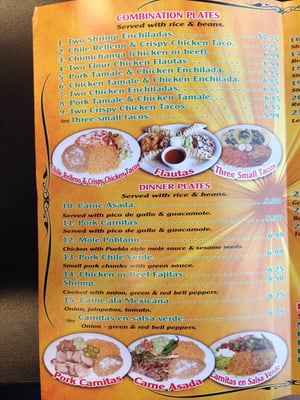 COMBINATION PLATES
Served with rice & beans.
1. Two Shrimp Enchiladas 8.25
2. Chile Relleno & Crispy Chicken Taco 7.25
3. Chimichanga (chicken or beef) 6.99
4. Two Flour Chicken Flautas 6.99
5. Pork Tamale & Chicken Enchilada
6. Chicken Tamale & Chicken Enchilada 6.85
7. Two Chicken Enchiladas 6.85
8. Pork Tamale & Chicken Tamale
9. Two Crispy Chicken Tacos 6.95
New Three small tacos 6.99
Chile Relleno & Crispy Chicken Tacos
Flautas
Three Small Tacos
DINNER PLATES
Served with rice & beans.
10. Carne Asada 8.50
Served with pico de gallo & guacamole.
11. Pork Carnitas 8.50
Served with pico de gallo & guacamole.
12. Mole Poblano 6.99
Chicken with Puebla style mole sauce & sesame seeds.
13. Pork Chile Verde 6.99
Small pork chunks with green sauce.
14. Chicken or Beef Fajitas 8.25
Shrimp 8.50
Cooked with onion, green & red bell peppers.
15. Carne ala Mexicana 8.25
Onion, jalapeños, tomato.
New Carnitas en salsa verde 8.25
Onion - green & red bell peppers.
Pork Carnitas
Carne Asada
Carnitas en Salsa Verde